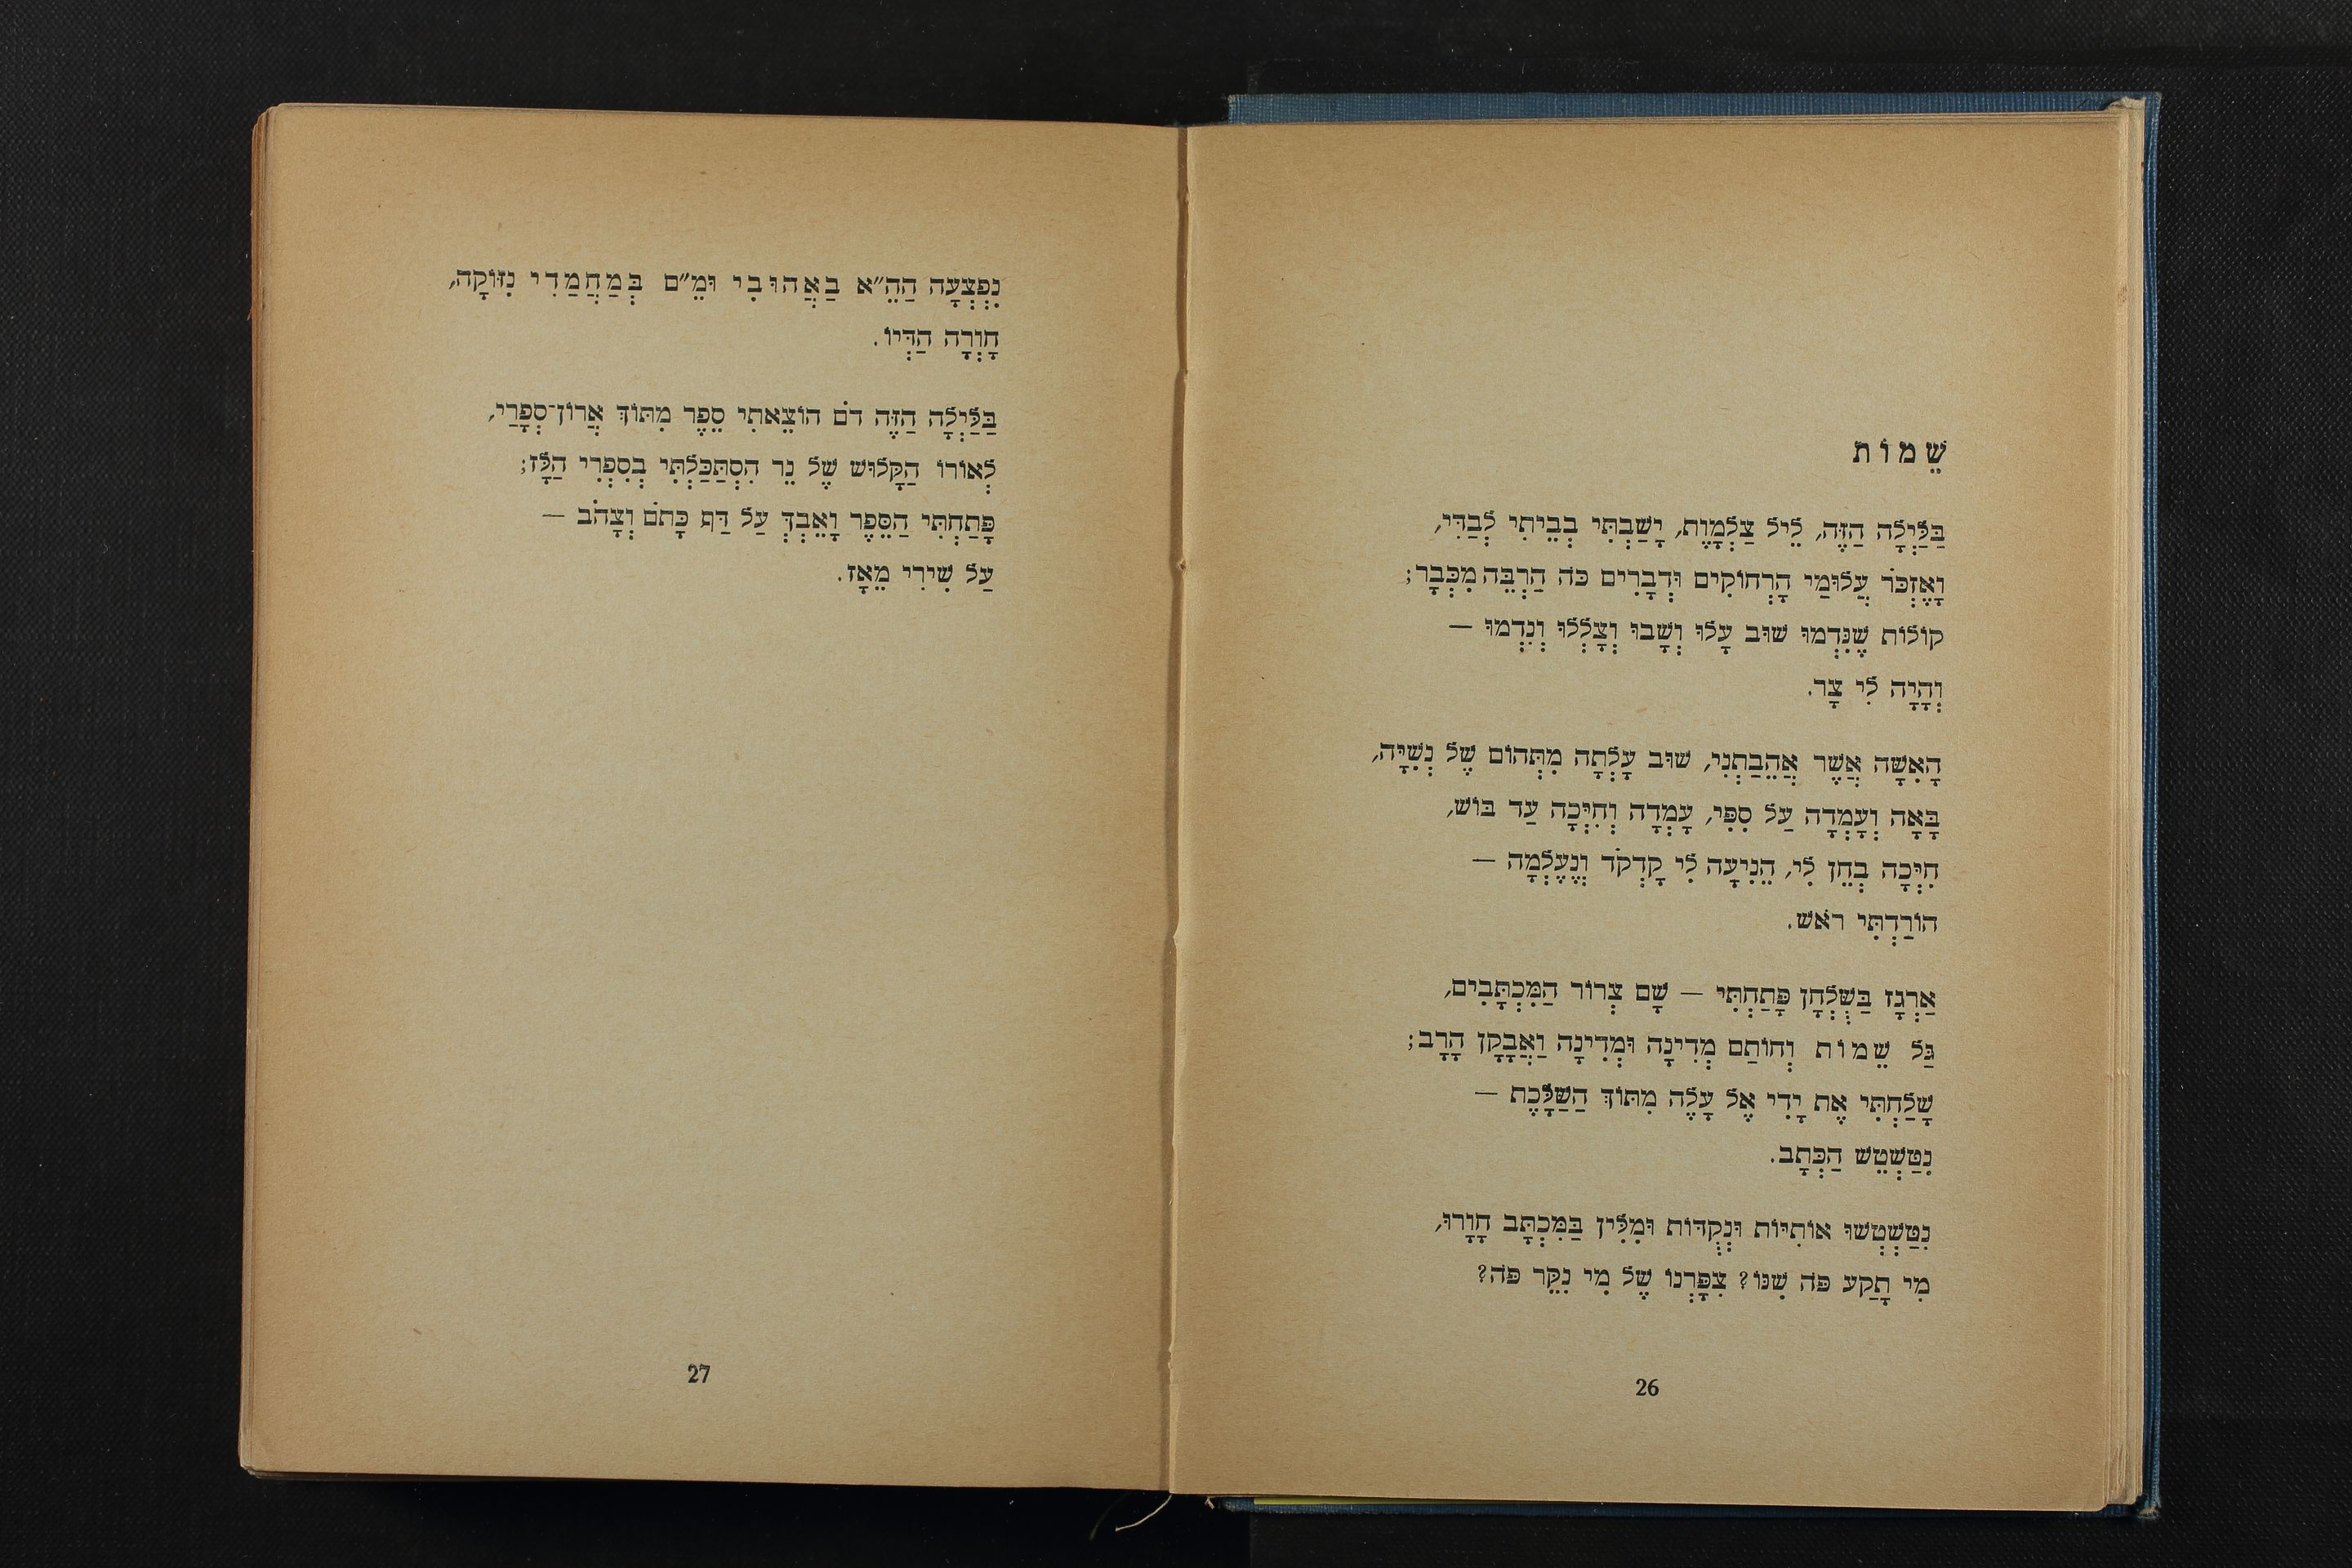 שֵׁמוֹת
בַּלַּיְלָה הַזֶּה, לֵיל צַלְמָוֶת, יָשַׁבְתִּי בְּבֵיתִי לְבַדִּי,
וָאֶזְכֹּר עֲלוּמַי הָרְחוֹקִים וּדְבָרִים כֹּה הַרְבֵּה מִכְּבָר;
קוֹלוֹת שֶׁנִּדְמוּ שׁוּב עָלוּ וְשָׁבוּ וְצָלְלוּ וְנָדְמוּ —
וְהָיָה לִי צָר.
הָאִשָּׁה אֲשֶׁר אֲהֵבַתְנִי, שׁוּב עָלְתָה מִתְּהוֹם שֶׁל נְשִׁיָּה,
בָּאָה וְעָמְדָה עַל סִפִּי, עָמְדָה וְחִיְּכָה עַד בּוֹשׁ,
חִיְּכָה בְחֵן לִי, הֵנִיעָה לִי קָדְקֹד וְנֶעֶלְמָה —
הוֹרַדְתִּי רֹאשׁ.
אַרְגָּז בַּשֻּׁלְחָן פָּתַחְתִּי — שָׁם צְרוֹר הַמִּכְתָּבִים,
גַּל שֵׁמוֹת וְחוֹתַם מְדִינָה וּמְדִינָה וַאֲבָקָן הָרָב;
שָׁלַחְתִּי אֶת יָדִי אֶל עָלֶה מִתּוֹךְ הַשַּׁלֶּכֶת —
נִטַּשְׁטֵשׁ הַכְּתָב.
נִטַּשְׁטְשׁוּ אוֹתִיּוֹת וּנְקֻדּוֹת וּמִלִּין בַּמִּכְתָּב חָוָרוּ,
מִי תָקַע פֹּה שִׁנּוֹ? צִפָּרְנוֹ שֶׁל מִי נִקֵּר פֹּה?
26
נִפְצְעָה הַהֵ״א בַאֲהוּבִי וּמֵ״ם בְּמַחֲמַדִי נִזּוֹקָה,
חָוְרָה הַדְּיוֹ.
בַּלַּיְלָה הַזֶּה דֹם הוֹצֵאתִי סֵפֶר מִתּוֹךְ אֲרוֹן־סְפָרַי,
לְאוֹרוֹ הַקָּלוּשׁ שֶׁל נֵר הִסְתַּכַּלְתִּי בְסִפְרִי הַלָּז;
פָּתַחְתִּי הַסֵּפֶר וָאֵבְךְּ עַל דַּף כָּתֹם וְצָהֹב —
עַל שִׁירִי מֵאָז.
27